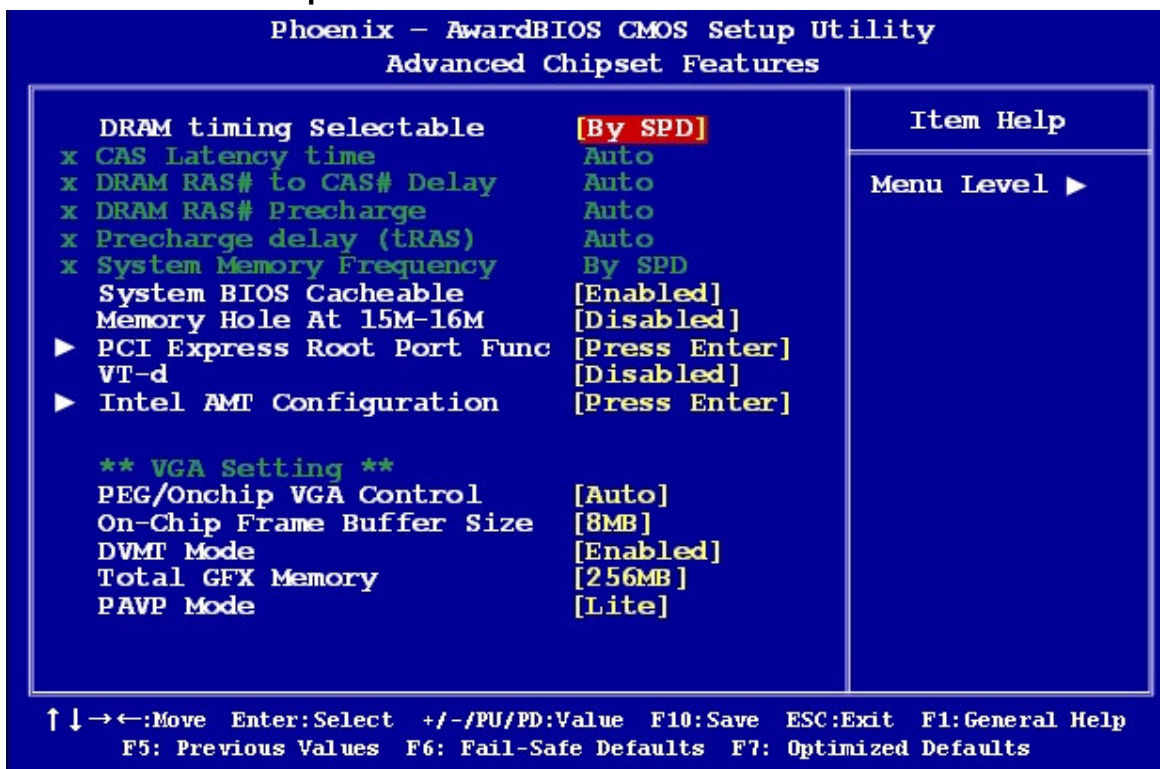 Phoenix – AwardBIOS CMOS Setup Utility
Advanced Chipset Features
DRAM timing Selectable [By SPD]
x CAS Latency time Auto
x DRAM RAS# to CAS# Delay Auto
x DRAM RAS# Precharge Auto
x Precharge delay (tRAS) Auto
x System Memory Frequency By SPD
System BIOS Cacheable [Enabled]
Memory Hole At 15M-16M [Disabled]
► PCI Express Root Port Func [Press Enter]
VT-d [Disabled]
► Intel AMT Configuration [Press Enter]
** VGA Setting **
PEG/Onchip VGA Control [Auto]
On-Chip Frame Buffer Size [8MB]
DVMT Mode [Enabled]
Total GFX Memory [256MB]
PAVP Mode [Lite]
Item Help
Menu Level ►
↑↓→←:Move Enter:Select +/-/PU/PD:Value F10:Save ESC:Exit F1:General Help
F5: Previous Values F6: Fail-Safe Defaults F7: Optimized Defaults